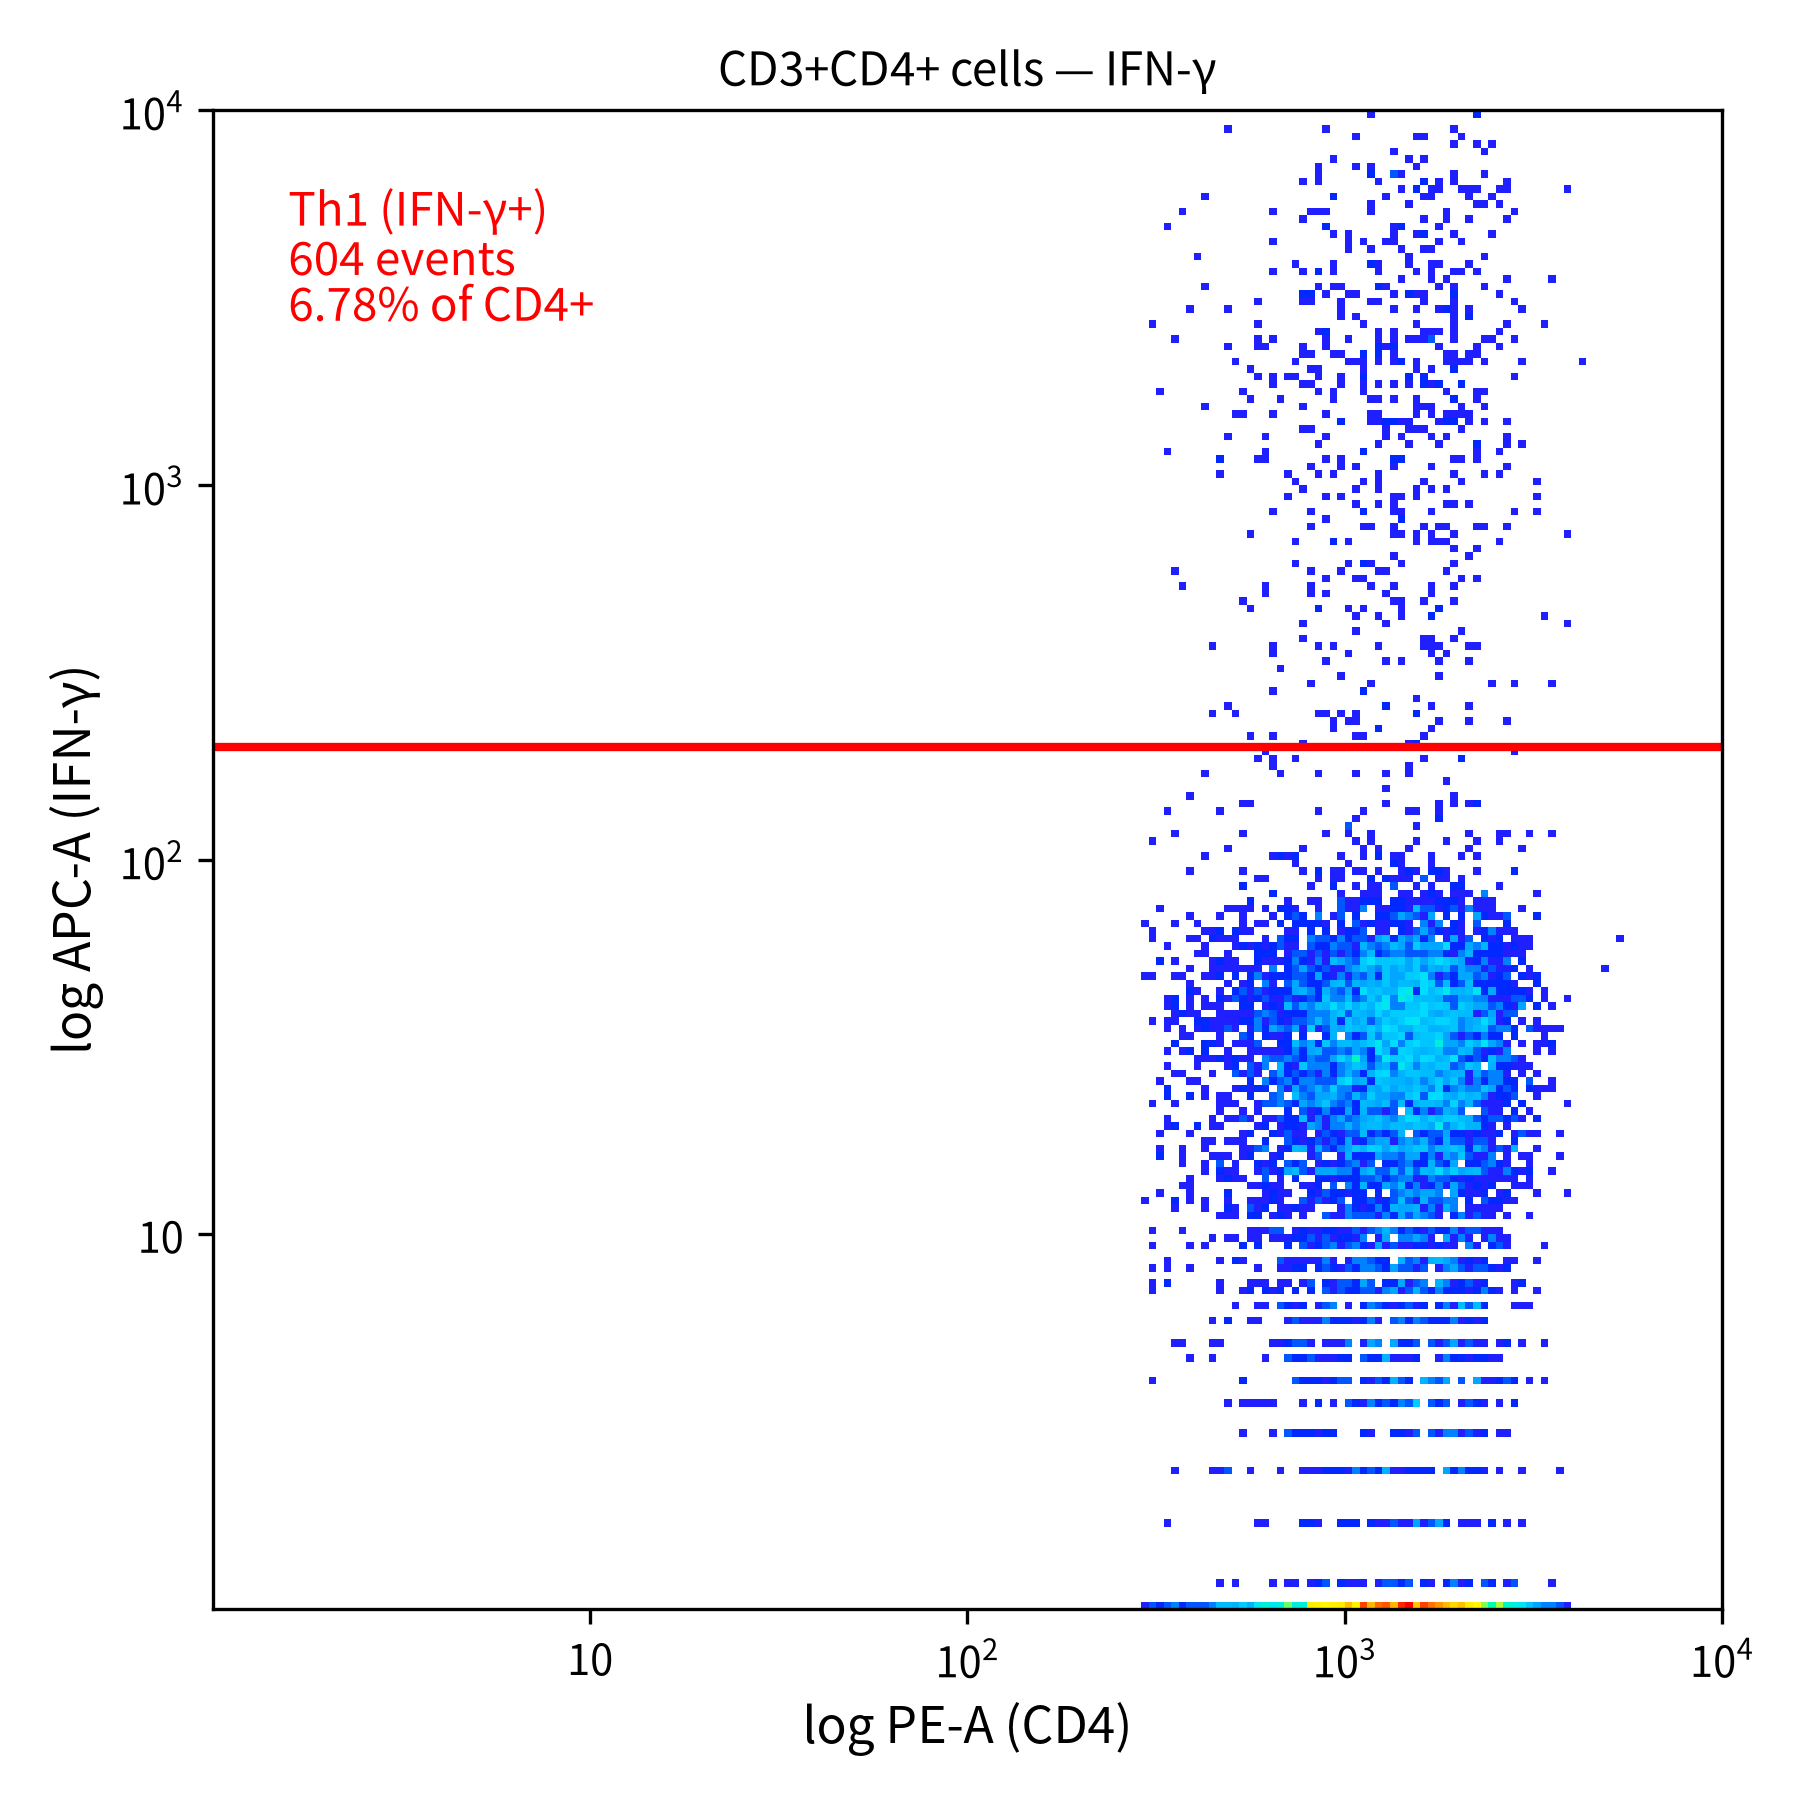 CD3+CD4+ cells — IFN-γ
10⁴
Th1 (IFN-γ+)
604 events
6.78% of CD4+
10³
log APC-A (IFN-γ)
10²
10
10
10²
10³
10⁴
log PE-A (CD4)